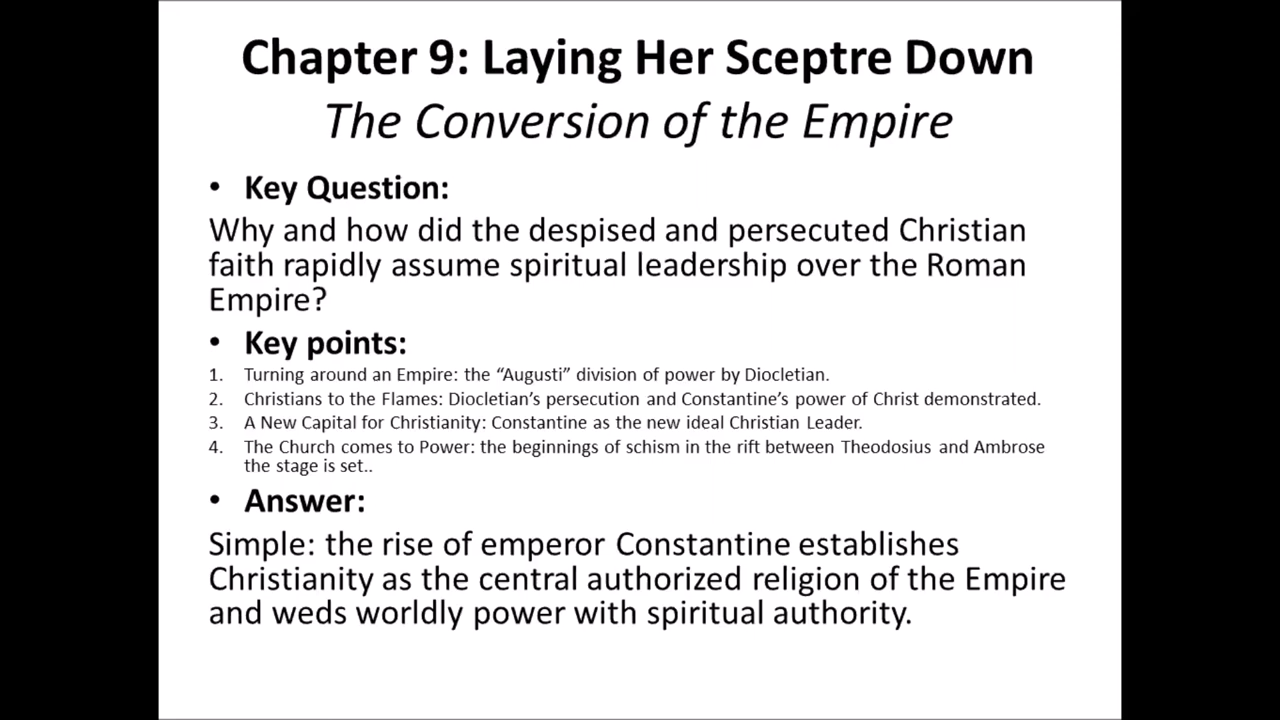 Chapter 9: Laying Her Sceptre Down
The Conversion of the Empire
• Key Question:
Why and how did the despised and persecuted Christian
faith rapidly assume spiritual leadership over the Roman
Empire?
• Key points:
1. Turning around an Empire: the “Augusti” division of power by Diocletian.
2. Christians to the Flames: Diocletian’s persecution and Constantine’s power of Christ demonstrated.
3. A New Capital for Christianity: Constantine as the new ideal Christian Leader.
4. The Church comes to Power: the beginnings of schism in the rift between Theodosius and Ambrose
the stage is set..
• Answer:
Simple: the rise of emperor Constantine establishes
Christianity as the central authorized religion of the Empire
and weds worldly power with spiritual authority.